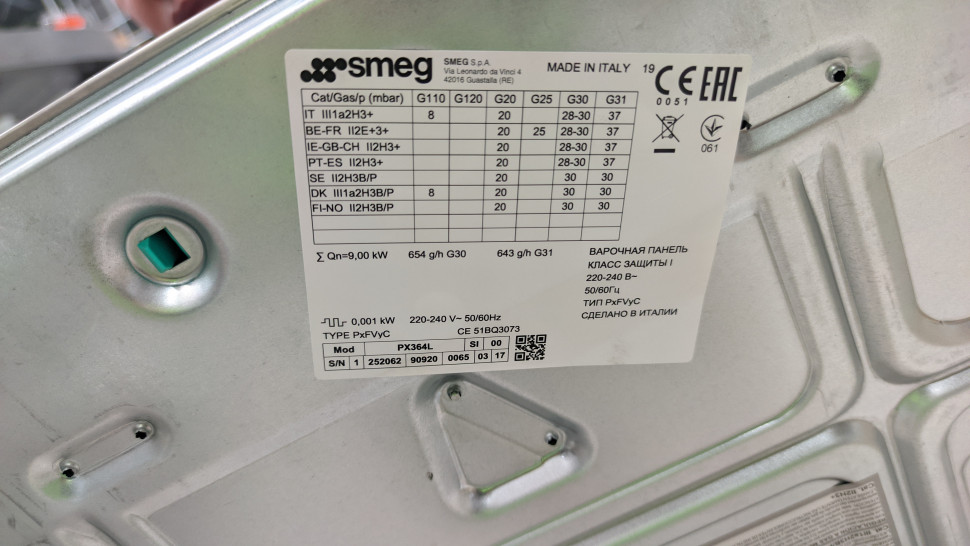 smeg
SMEG S.p.A.
Via Leonardo da Vinci 4
42016 Guastalla (RE)
MADE IN ITALY
19
CE EAC
0051
061
Cat/Gas/p (mbar) G110 G120 G20 G25 G30 G31
IT III1a2H3+ 8 20 28-30 37
BE-FR II2E+3+ 20 25 28-30 37
IE-GB-CH II2H3+ 20 28-30 37
PT-ES II2H3+ 20 28-30 37
SE II2H3B/P 20 30 30
DK III1a2H3B/P 8 20 30 30
FI-NO II2H3B/P 20 30 30
∑ Qn=9,00 kW 654 g/h G30 643 g/h G31
ВАРОЧНАЯ ПАНЕЛЬ
КЛАСС ЗАЩИТЫ I
220-240 В~
50/60Гц
ТИП PxFVyC
СДЕЛАНО В ИТАЛИИ
0,001 kW 220-240 V~ 50/60Hz
TYPE PxFVyC CE 51BQ3073
Mod PX364L SI 00
S/N 1 252062 90920 0065 03 17